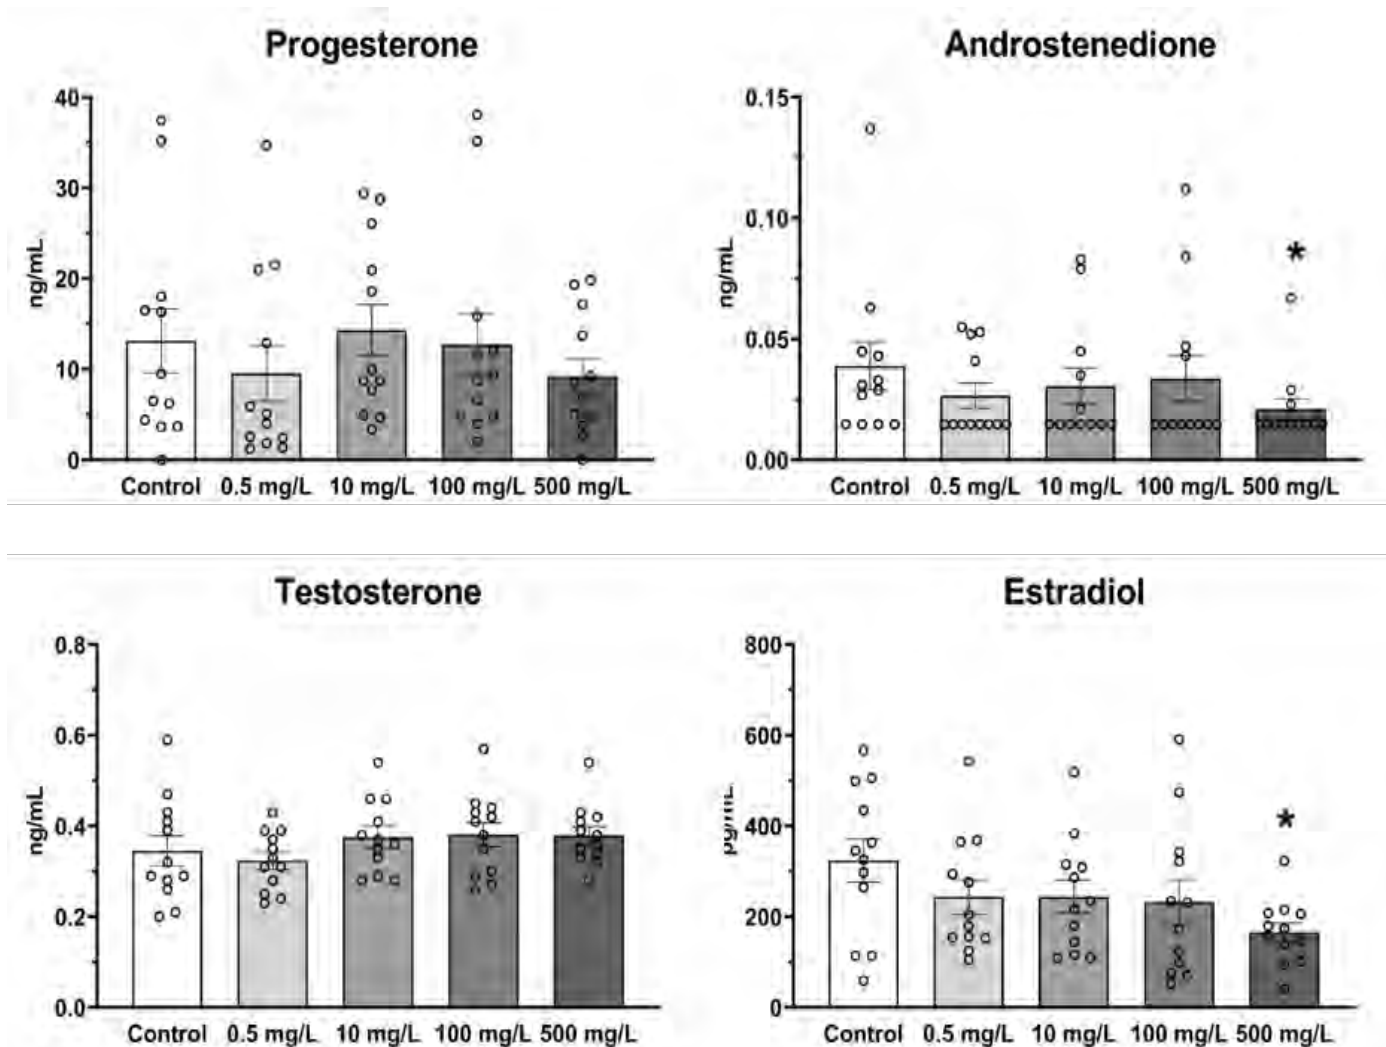 Progesterone
ng/mL
40
30
20
10
0
Control 0.5 mg/L 10 mg/L 100 mg/L 500 mg/L
Androstenedione
ng/mL
0.15
0.10
0.05
0.00
*
Control 0.5 mg/L 10 mg/L 100 mg/L 500 mg/L
Testosterone
ng/mL
0.8
0.6
0.4
0.2
0.0
Control 0.5 mg/L 10 mg/L 100 mg/L 500 mg/L
Estradiol
pg/mL
800
600
400
200
0
*
Control 0.5 mg/L 10 mg/L 100 mg/L 500 mg/L